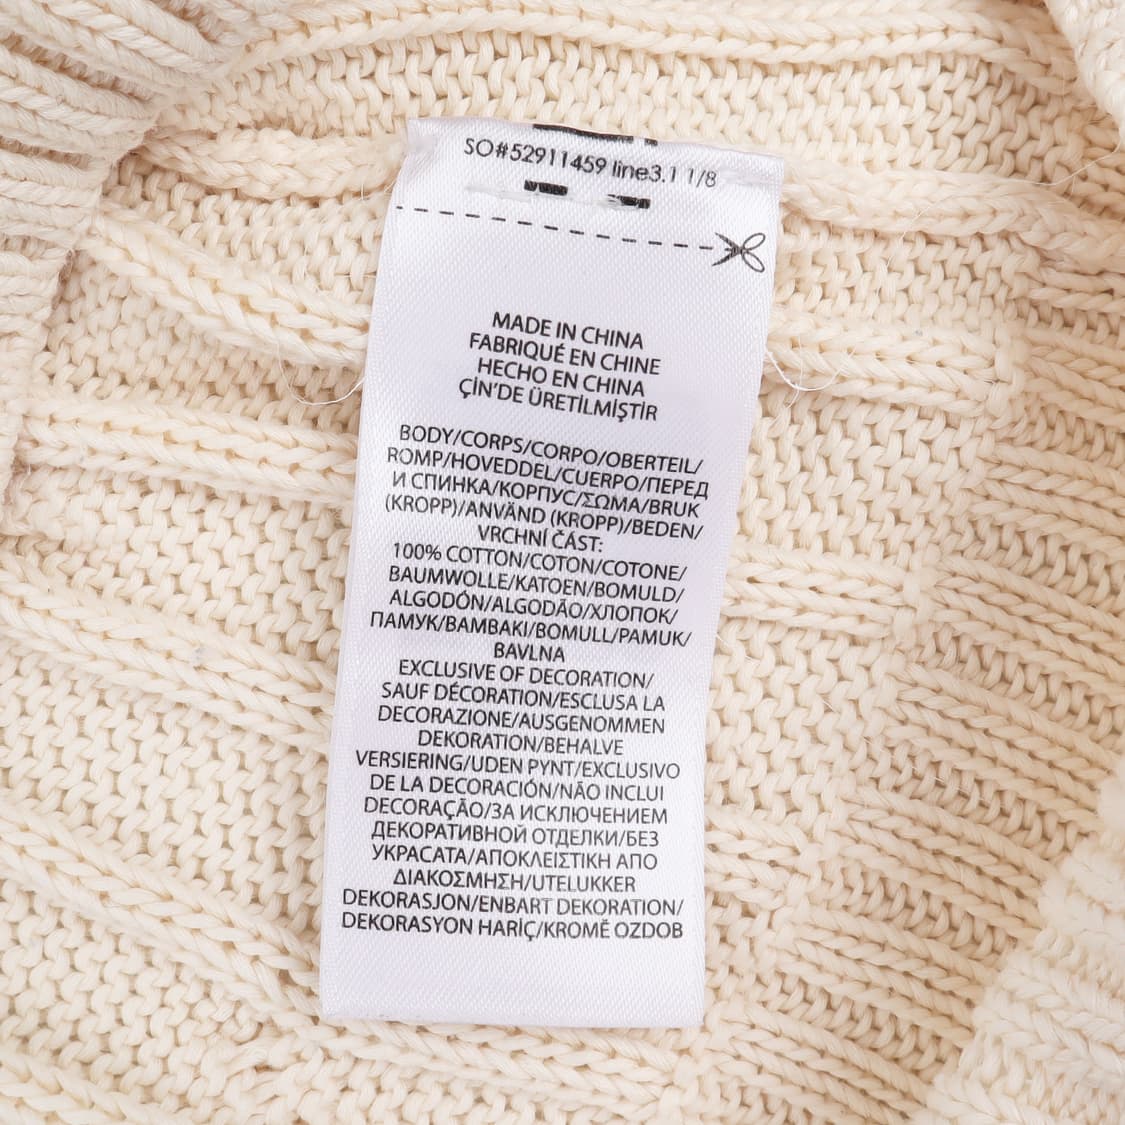 SO#52911459 line3.1 1/8
MADE IN CHINA
FABRIQUÉ EN CHINE
HECHO EN CHINA
ÇİN'DE ÜRETİLMİŞTİR
BODY/CORPS/CORPO/OBERTEIL/
ROMP/HOVEDDEL/CUERPO/ПЕРЕД
И СПИНКА/КОРПУС/ΣΩΜΑ/BRUK
(KROPP)/ANVÄND (KROPP)/BEDEN/
VRCHNÍ ČÁST:
100% COTTON/COTON/COTONE/
BAUMWOLLE/KATOEN/BOMULD/
ALGODÓN/ALGODÃO/ХЛОПОК/
ПАМУК/ΒΑΜΒΑΚΙ/BOMULL/PAMUK/
BAVLNA
EXCLUSIVE OF DECORATION/
SAUF DÉCORATION/ESCLUSA LA
DECORAZIONE/AUSGENOMMEN
DEKORATION/BEHALVE
VERSIERING/UDEN PYNT/EXCLUSIVO
DE LA DECORACIÓN/NÃO INCLUI
DECORAÇÃO/ЗА ИСКЛЮЧЕНИЕМ
ДЕКОРАТИВНОЙ ОТДЕЛКИ/БЕЗ
УКРАСАТА/ΑΠΟΚΛΕΙΣΤΙΚΗ ΑΠΟ
ΔΙΑΚΟΣΜΗΣΗ/UTELUKKER
DEKORASJON/ENBART DEKORATION/
DEKORASYON HARİÇ/KROMĚ OZDOB